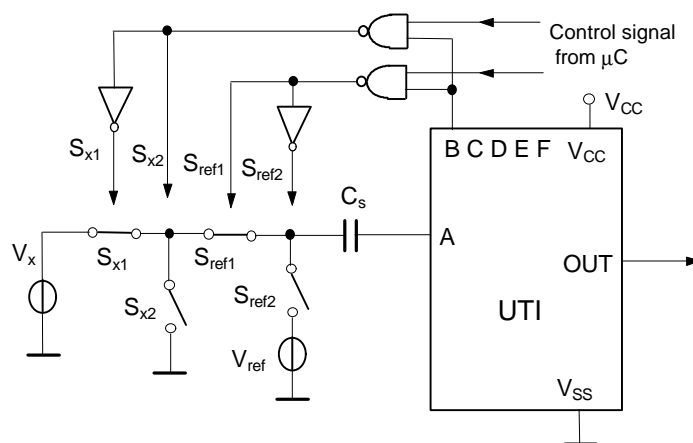 Control signal
from μC
V_CC
S_x1
S_x2
S_ref1
S_ref2
B C D E F
V_CC
C_s
A
V_x
S_x1
S_ref1
OUT
S_x2
S_ref2
UTI
V_ref
V_SS